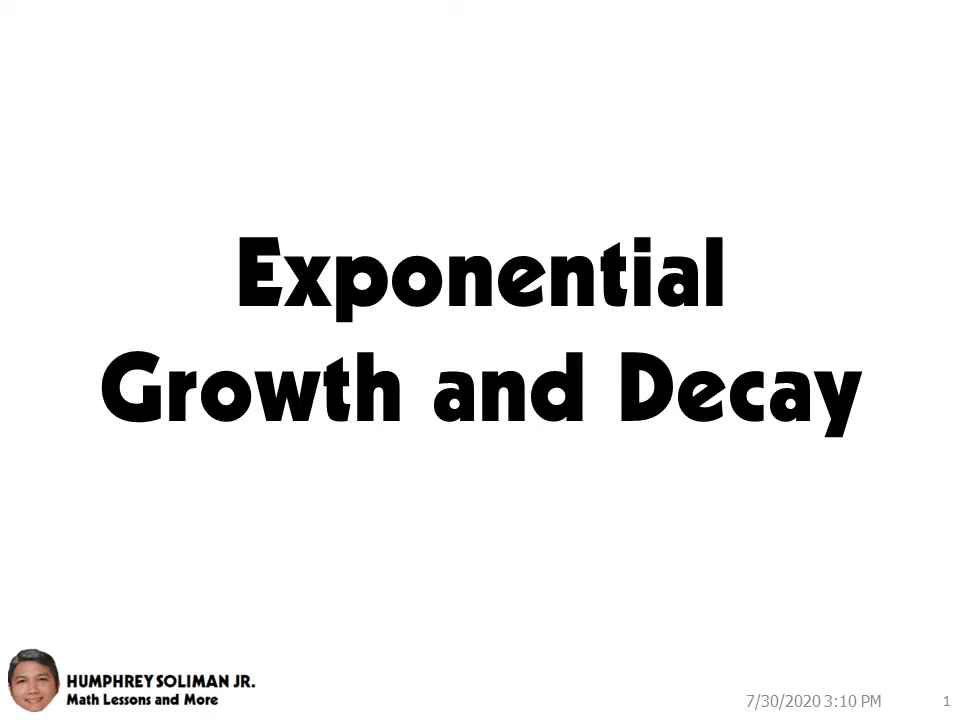 Exponential
Growth and Decay
HUMPHREY SOLIMAN JR.
Math Lessons and More
7/30/2020 3:10 PM 1